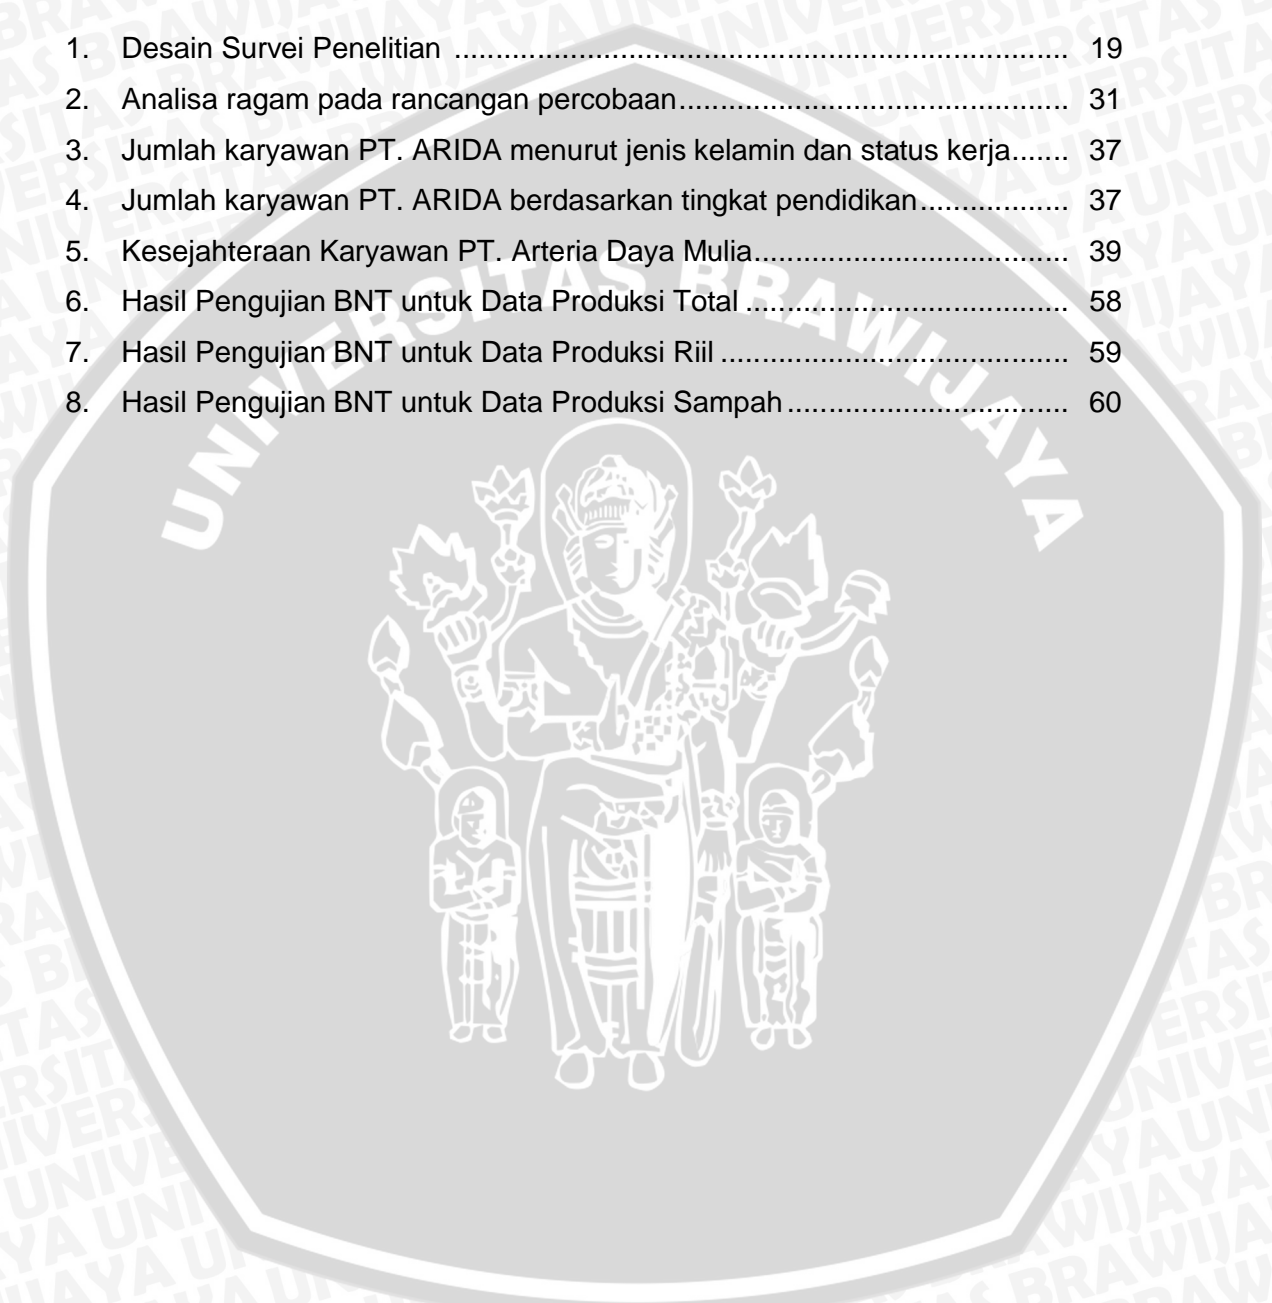 1. Desain Survei Penelitian .......................................................................... 19
2. Analisa ragam pada rancangan percobaan............................................... 31
3. Jumlah karyawan PT. ARIDA menurut jenis kelamin dan status kerja....... 37
4. Jumlah karyawan PT. ARIDA berdasarkan tingkat pendidikan.................. 37
5. Kesejahteraan Karyawan PT. Arteria Daya Mulia...................................... 39
6. Hasil Pengujian BNT untuk Data Produksi Total ....................................... 58
7. Hasil Pengujian BNT untuk Data Produksi Riil .......................................... 59
8. Hasil Pengujian BNT untuk Data Produksi Sampah.................................. 60
UNIVERSITAS BRAWIJAYA